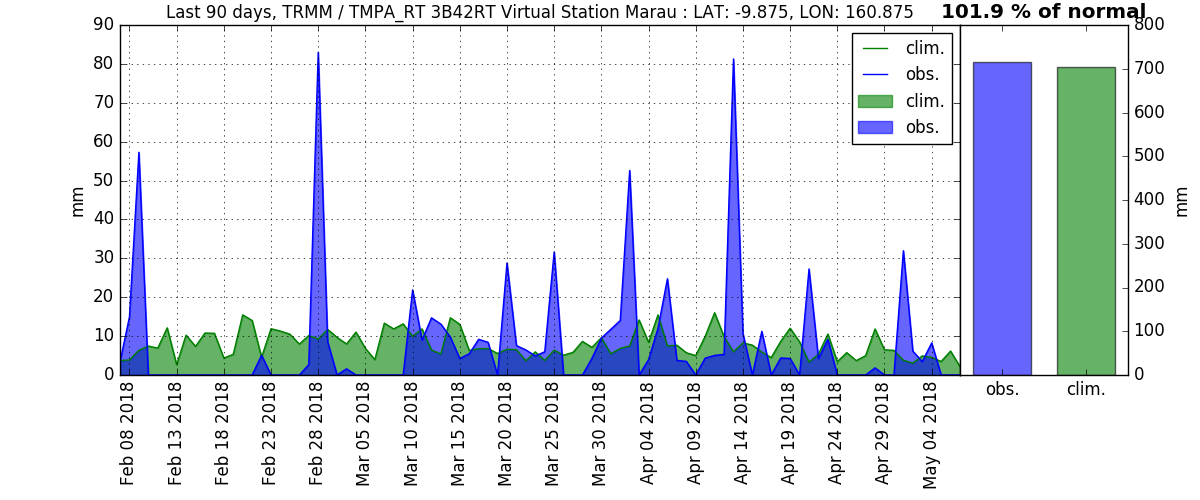 Last 90 days, TRMM / TMPA_RT 3B42RT Virtual Station Marau : LAT: -9.875, LON: 160.875
101.9 % of normal
90
80
70
60
50
40
30
20
10
0
mm
clim.
obs.
clim.
obs.
800
700
600
500
400
300
200
100
0
mm
obs.
clim.
Feb 08 2018
Feb 13 2018
Feb 18 2018
Feb 23 2018
Feb 28 2018
Mar 05 2018
Mar 10 2018
Mar 15 2018
Mar 20 2018
Mar 25 2018
Mar 30 2018
Apr 04 2018
Apr 09 2018
Apr 14 2018
Apr 19 2018
Apr 24 2018
Apr 29 2018
May 04 2018